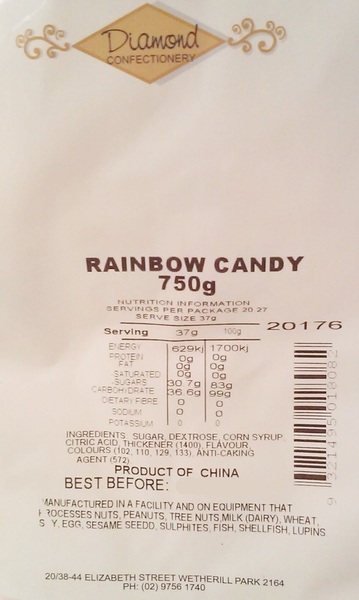 Diamond
CONFECTIONERY
RAINBOW CANDY
750g
NUTRITION INFORMATION
SERVINGS PER PACKAGE 20.27
SERVE SIZE 37g
20176
Serving 37g 100g
ENERGY 629kj 1700kj
PROTEIN 0g 0g
FAT 0g 0g
SATURATED 0g 0g
SUGARS 30.7g 83g
CARBOHYDRATE 36.6g 99g
DIETARY FIBRE 0 0
SODIUM 0 0
POTASSIUM 0 0
INGREDIENTS: SUGAR, DEXTROSE, CORN SYRUP,
CITRIC ACID, THICKENER (1400), FLAVOUR,
COLOURS (102, 110, 129, 133), ANTI-CAKING
AGENT (572)
PRODUCT OF CHINA
BEST BEFORE:
MANUFACTURED IN A FACILITY AND ON EQUIPMENT THAT
PROCESSES NUTS, PEANUTS, TREE NUTS,MILK (DAIRY), WHEAT,
S Y, EGG, SESAME SEEDD, SULPHITES, FISH, SHELLFISH, LUPINS
20/38-44 ELIZABETH STREET WETHERILL PARK 2164
PH: (02) 9756 1740